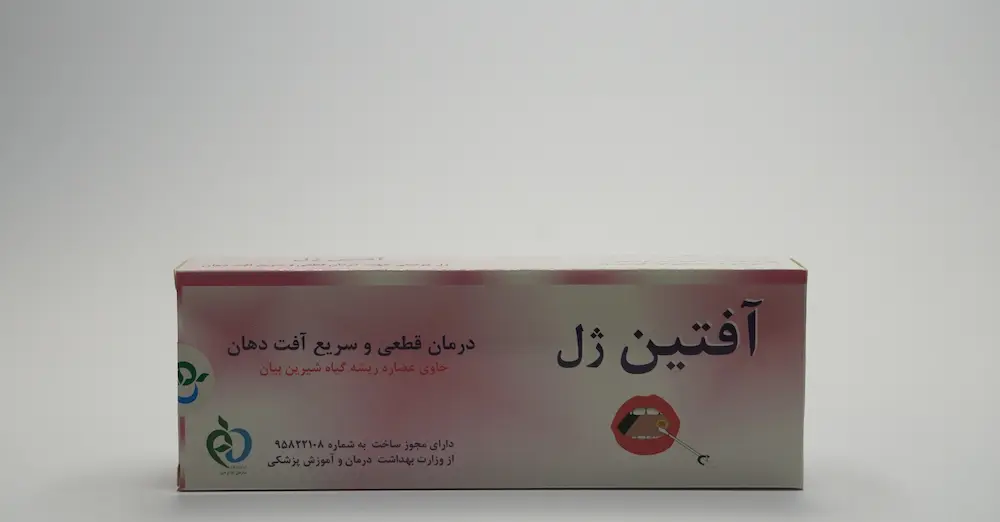 آفتین ژل
درمان قطعی و سریع آفت دهان
حاوی عصاره ریشه گیاه شیرین بیان
دارای مجوز ساخت به شماره ۹۵۸۲۲۱۰۸
از وزارت بهداشت درمان و آموزش پزشکی